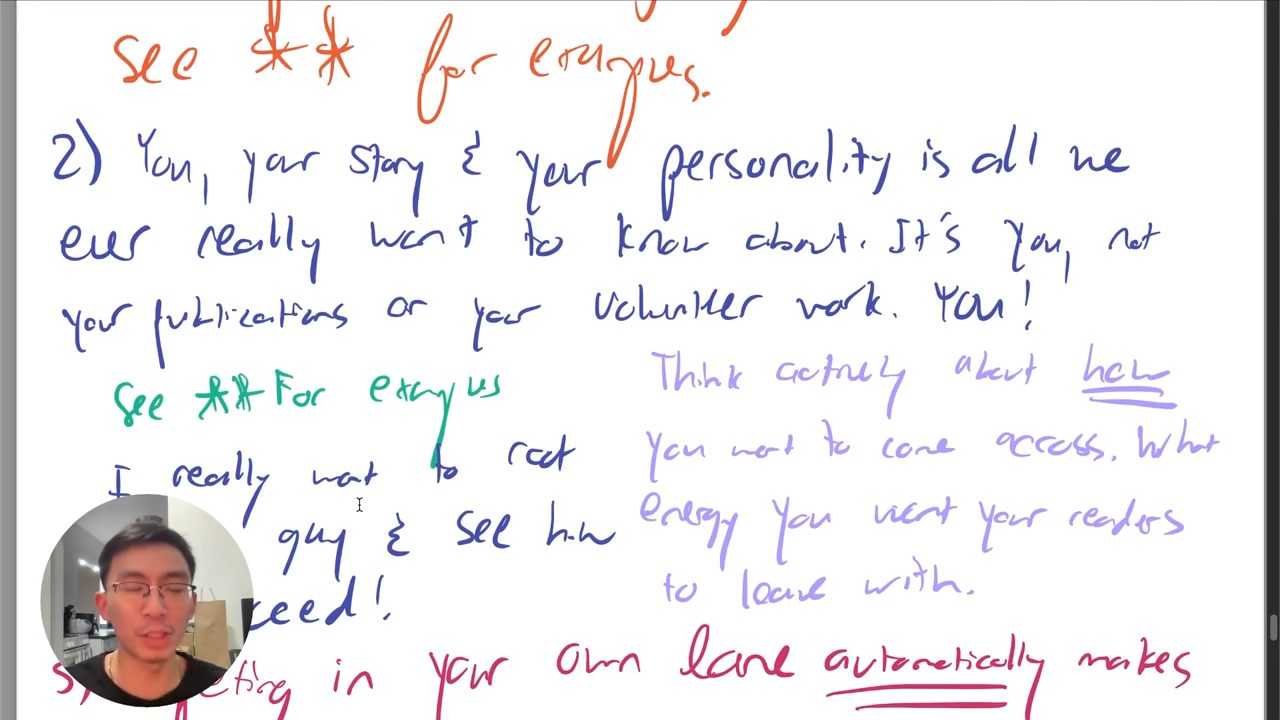 See ** for examples.
2) You, your story & your personality is all we
ever really want to know about. It's you, not
your publications or your volunteer work. You!
See ** For examples
I really want to root
guy & see him
ceed!
Think actively about how
you want to come across. What
energy you want your readers
to leave with.
in your own lane automatically makes